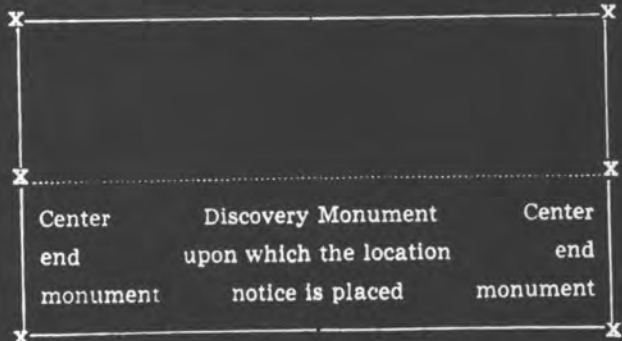 X X
X X
Center Discovery Monument Center
end upon which the location end
monument notice is placed monument
X X